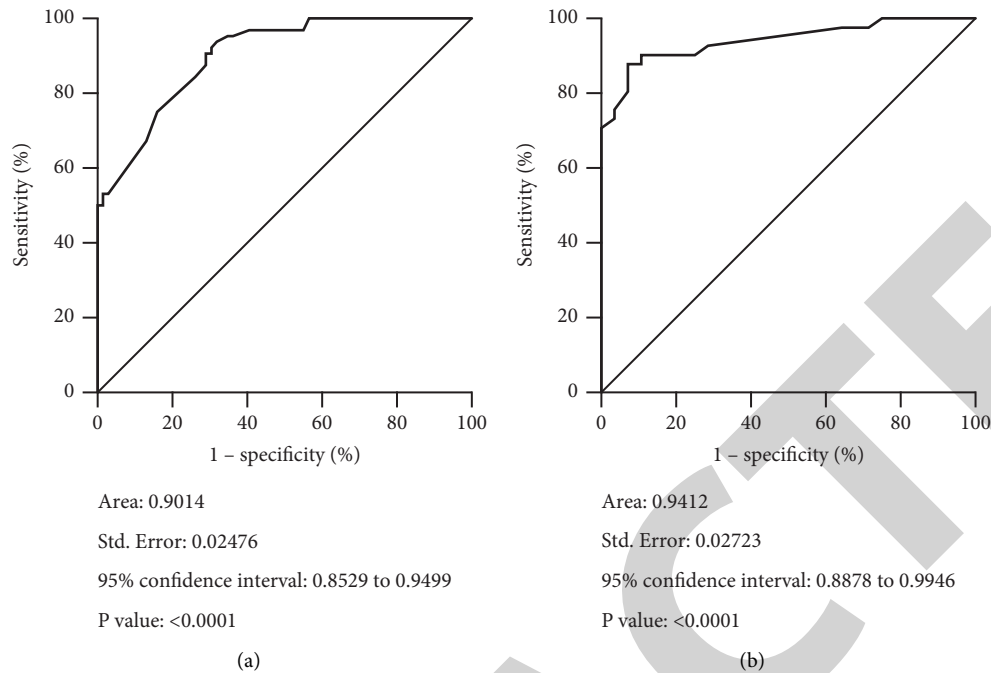 100
80
60
40
20
0
Sensitivity (%)
0 20 40 60 80 100
1 – specificity (%)
Area: 0.9014
Std. Error: 0.02476
95% confidence interval: 0.8529 to 0.9499
P value: <0.0001
(a)
100
80
60
40
20
0
Sensitivity (%)
0 20 40 60 80 100
1 – specificity (%)
Area: 0.9412
Std. Error: 0.02723
95% confidence interval: 0.8878 to 0.9946
P value: <0.0001
(b)
CTE